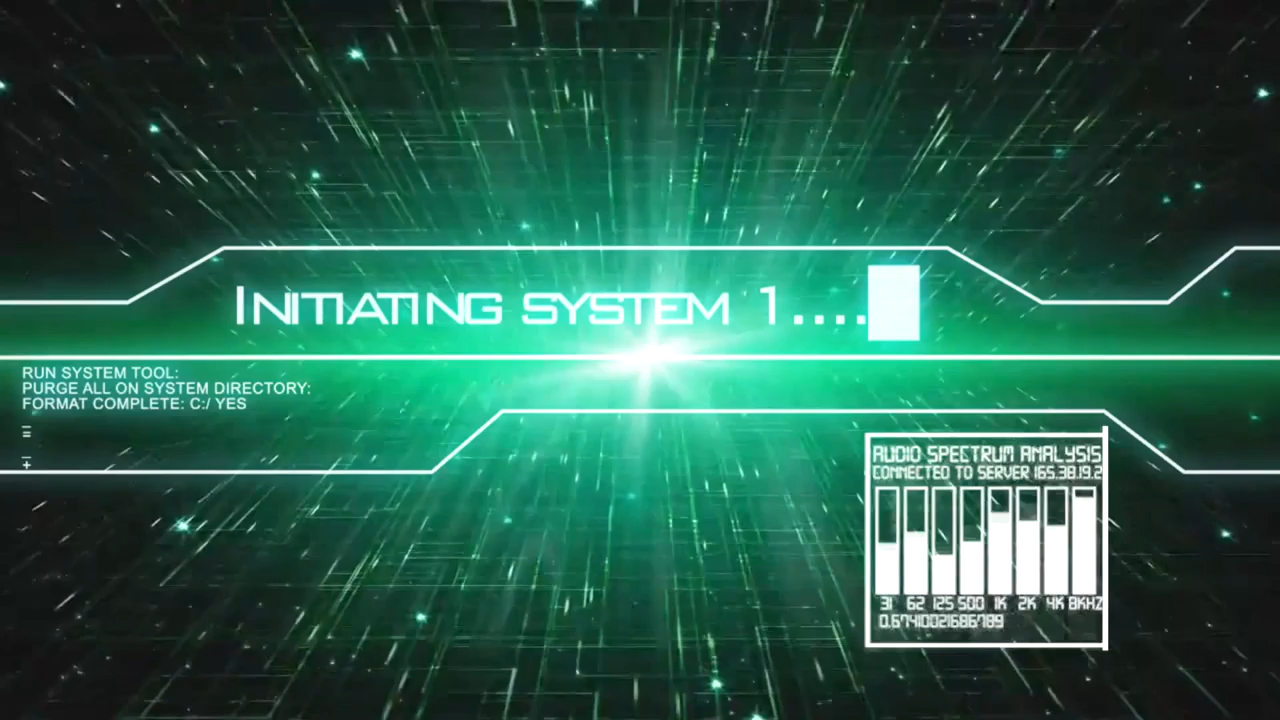 INITIATING SYSTEM 1....
RUN SYSTEM TOOL:
PURGE ALL ON SYSTEM DIRECTORY:
FORMAT COMPLETE: C:/ YES
AUDIO SPECTRUM ANALYSIS
CONNECTED TO SERVER 165.38.19.2
31 62 125 500 1K 2K 4K 8KHZ
0.67410021686789